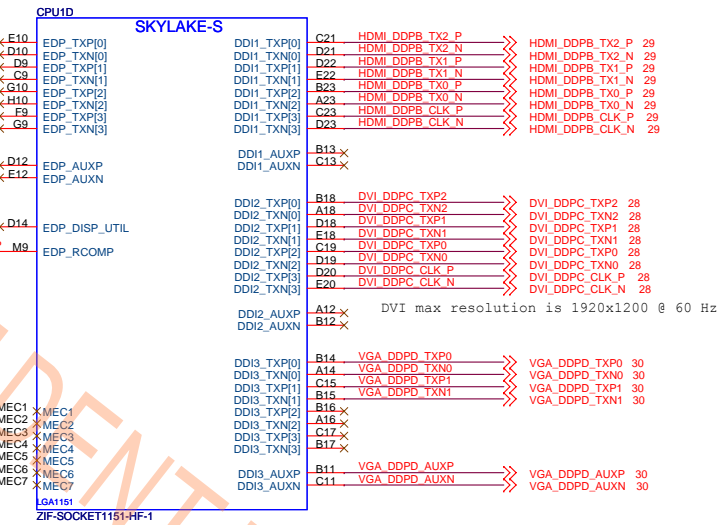 CPU1D
SKYLAKE-S
E10 EDP_TXP[0] DDI1_TXP[0] C21 HDMI_DDPB_TX2_P HDMI_DDPB_TX2_P 29
D10 EDP_TXN[0] DDI1_TXN[0] D21 HDMI_DDPB_TX2_N HDMI_DDPB_TX2_N 29
D9 EDP_TXP[1] DDI1_TXP[1] D22 HDMI_DDPB_TX1_P HDMI_DDPB_TX1_P 29
C9 EDP_TXN[1] DDI1_TXN[1] E22 HDMI_DDPB_TX1_N HDMI_DDPB_TX1_N 29
G10 EDP_TXP[2] DDI1_TXP[2] B23 HDMI_DDPB_TX0_P HDMI_DDPB_TX0_P 29
H10 EDP_TXN[2] DDI1_TXN[2] A23 HDMI_DDPB_TX0_N HDMI_DDPB_TX0_N 29
F9 EDP_TXP[3] DDI1_TXP[3] C23 HDMI_DDPB_CLK_P HDMI_DDPB_CLK_P 29
G9 EDP_TXN[3] DDI1_TXN[3] D23 HDMI_DDPB_CLK_N HDMI_DDPB_CLK_N 29
D12 EDP_AUXP DDI1_AUXP B13
E12 EDP_AUXN DDI1_AUXN C13
DDI2_TXP[0] B18 DVI_DDPC_TXP2 DVI_DDPC_TXP2 28
DDI2_TXN[0] A18 DVI_DDPC_TXN2 DVI_DDPC_TXN2 28
D14 EDP_DISP_UTIL DDI2_TXP[1] D18 DVI_DDPC_TXP1 DVI_DDPC_TXP1 28
DDI2_TXN[1] E18 DVI_DDPC_TXN1 DVI_DDPC_TXN1 28
M9 EDP_RCOMP DDI2_TXP[2] C19 DVI_DDPC_TXP0 DVI_DDPC_TXP0 28
DDI2_TXN[2] D19 DVI_DDPC_TXN0 DVI_DDPC_TXN0 28
DDI2_TXP[3] D20 DVI_DDPC_CLK_P DVI_DDPC_CLK_P 28
DDI2_TXN[3] E20 DVI_DDPC_CLK_N DVI_DDPC_CLK_N 28
DDI2_AUXP A12 DVI max resolution is 1920x1200 @ 60 Hz
DDI2_AUXN B12
DDI3_TXP[0] B14 VGA_DDPD_TXP0 VGA_DDPD_TXP0 30
DDI3_TXN[0] A14 VGA_DDPD_TXN0 VGA_DDPD_TXN0 30
DDI3_TXP[1] C15 VGA_DDPD_TXP1 VGA_DDPD_TXP1 30
DDI3_TXN[1] B15 VGA_DDPD_TXN1 VGA_DDPD_TXN1 30
MEC1 MEC1 DDI3_TXP[2] B16
MEC2 MEC2 DDI3_TXN[2] A16
MEC3 MEC3 DDI3_TXP[3] C17
MEC4 MEC4 DDI3_TXN[3] B17
MEC5 MEC5
MEC6 MEC6 DDI3_AUXP B11 VGA_DDPD_AUXP VGA_DDPD_AUXP 30
MEC7 MEC7 DDI3_AUXN C11 VGA_DDPD_AUXN VGA_DDPD_AUXN 30
LGA1151
ZIF-SOCKET1151-HF-1